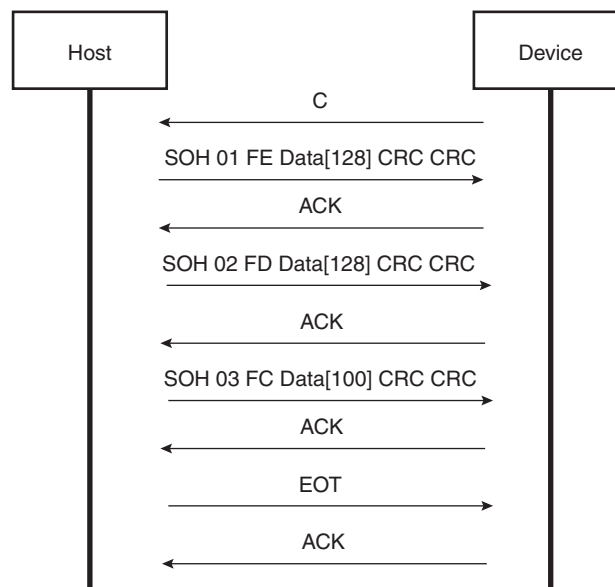 Host
Device
C
SOH 01 FE Data[128] CRC CRC
ACK
SOH 02 FD Data[128] CRC CRC
ACK
SOH 03 FC Data[100] CRC CRC
ACK
EOT
ACK